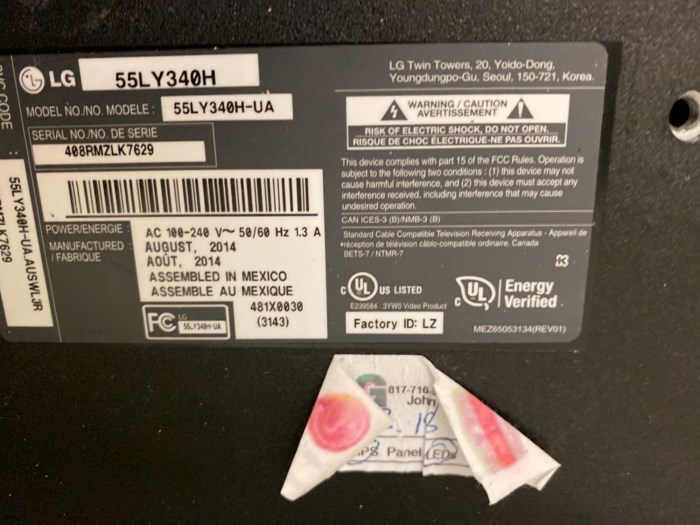 SVC CODE :
55LY340H-UA.AUSWLJR
LG
55LY340H
MODEL NO./NO. MODELE : 55LY340H-UA
SERIAL NO./NO. DE SERIE
408RMZLK7629
POWER/ENERGIE : AC 100-240 V~ 50/60 Hz 1.3 A
MANUFACTURED / FABRIQUE : AUGUST, 2014
AOÛT, 2014
ASSEMBLED IN MEXICO
ASSEMBLE AU MEXIQUE
481X0030
(3143)
FC LG
55LY340H-UA
LG Twin Towers, 20, Yoido-Dong,
Youngdungpo-Gu, Seoul, 150-721, Korea.
WARNING / CAUTION
AVERTISSEMENT
RISK OF ELECTRIC SHOCK, DO NOT OPEN.
RISQUE DE CHOC ÉLECTRIQUE-NE PAS OUVRIR.
This device complies with part 15 of the FCC Rules. Operation is
subject to the following two conditions : (1) this device may not
cause harmful interference, and (2) this device must accept any
interference received, including interference that may cause
undesired operation.
CAN ICES-3 (B)/NMB-3 (B)
Standard Cable Compatible Television Receiving Apparatus - Appareil de
réception de télévision câblo-compatible ordinaire, Canada
BETS-7 / NTMR-7
c UL US LISTED
E239584 3YW0 Video Product
c UL Energy
Verified
Factory ID: LZ
MEZ65053134(REV01)
817-716-
John
18
PS Panel LEDs